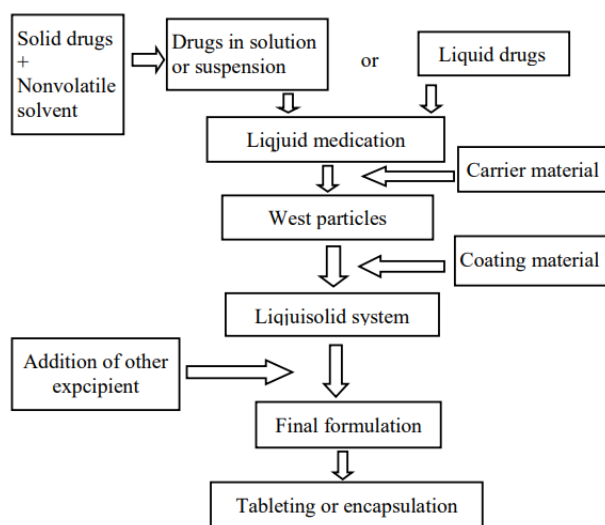 Solid drugs
+
Nonvolatile
solvent
Drugs in solution
or suspension
or
Liquid drugs
Liqjuid medication
Carrier material
West particles
Coating material
Liqjuisolid system
Addition of other
expcipient
Final formulation
Tableting or encapsulation